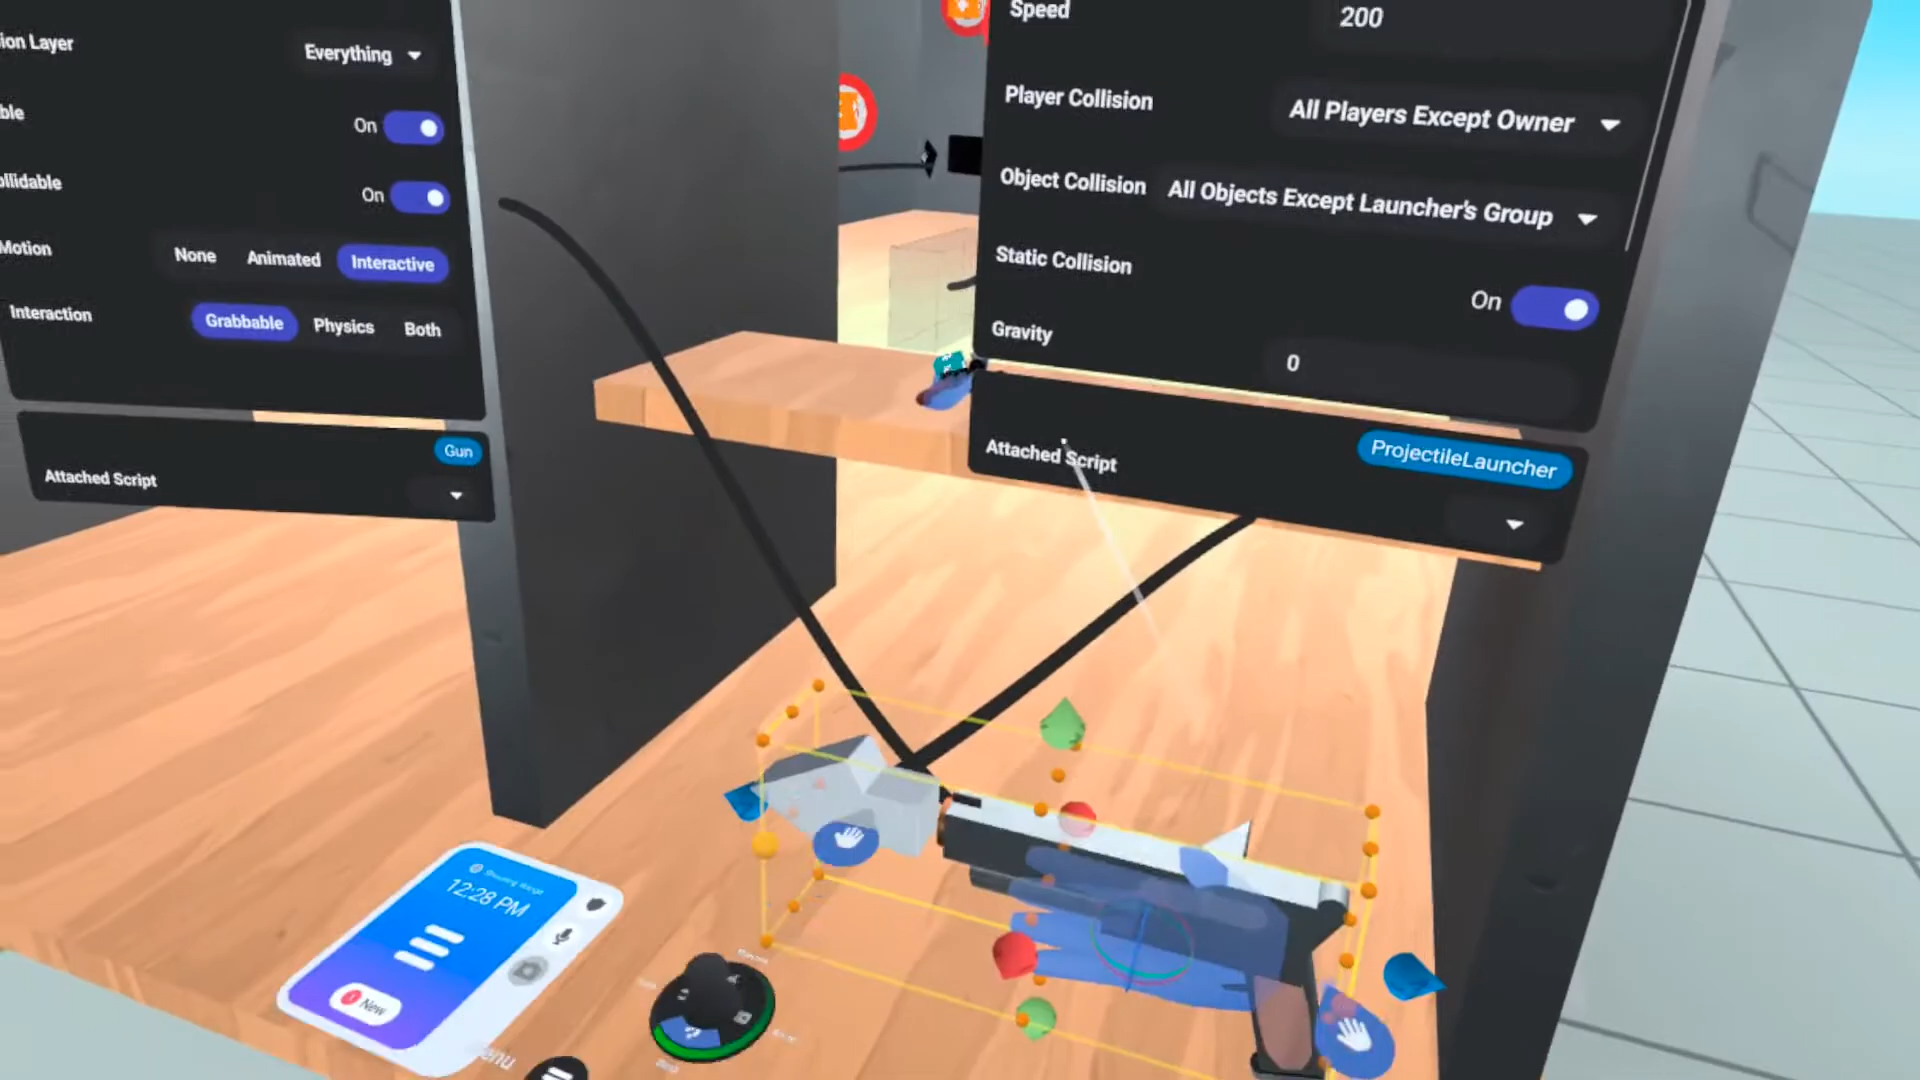 ion Layer
Everything
ble
On
ollidable
On
Motion
None
Animated
Interactive
Interaction
Grabbable
Physics
Both
Gun
Attached Script
Speed
200
Player Collision
All Players Except Owner
Object Collision
All Objects Except Launcher's Group
Static Collision
On
Gravity
0
Attached Script
ProjectileLauncher
12:28 PM
New